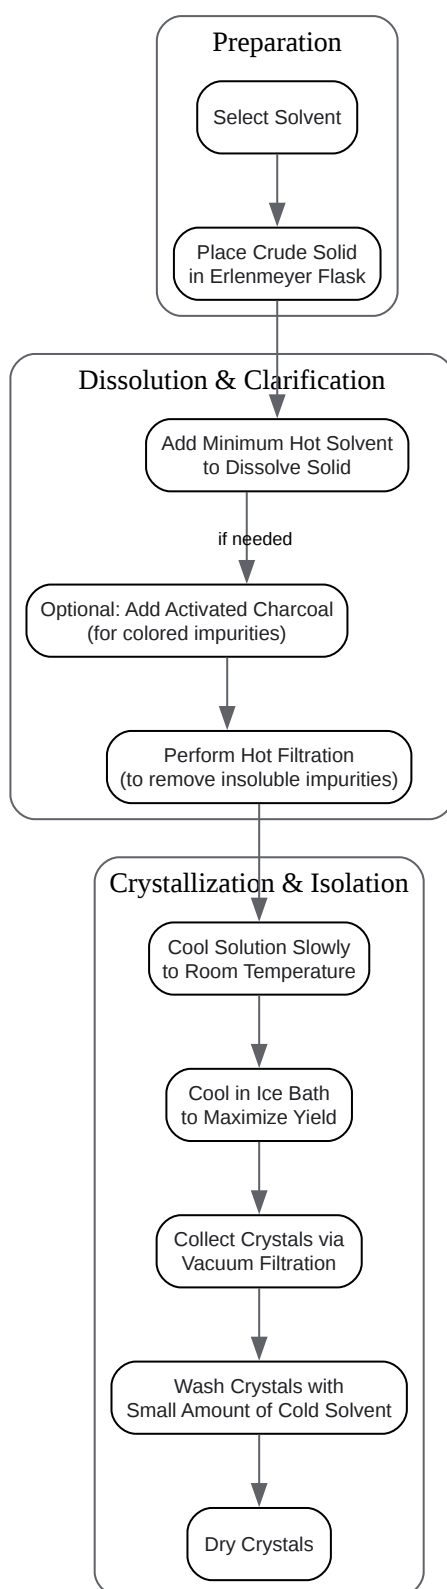 Preparation
Select Solvent
Place Crude Solid
in Erlenmeyer Flask
Dissolution & Clarification
Add Minimum Hot Solvent
to Dissolve Solid
if needed
Optional: Add Activated Charcoal
(for colored impurities)
Perform Hot Filtration
(to remove insoluble impurities)
Crystallization & Isolation
Cool Solution Slowly
to Room Temperature
Cool in Ice Bath
to Maximize Yield
Collect Crystals via
Vacuum Filtration
Wash Crystals with
Small Amount of Cold Solvent
Dry Crystals